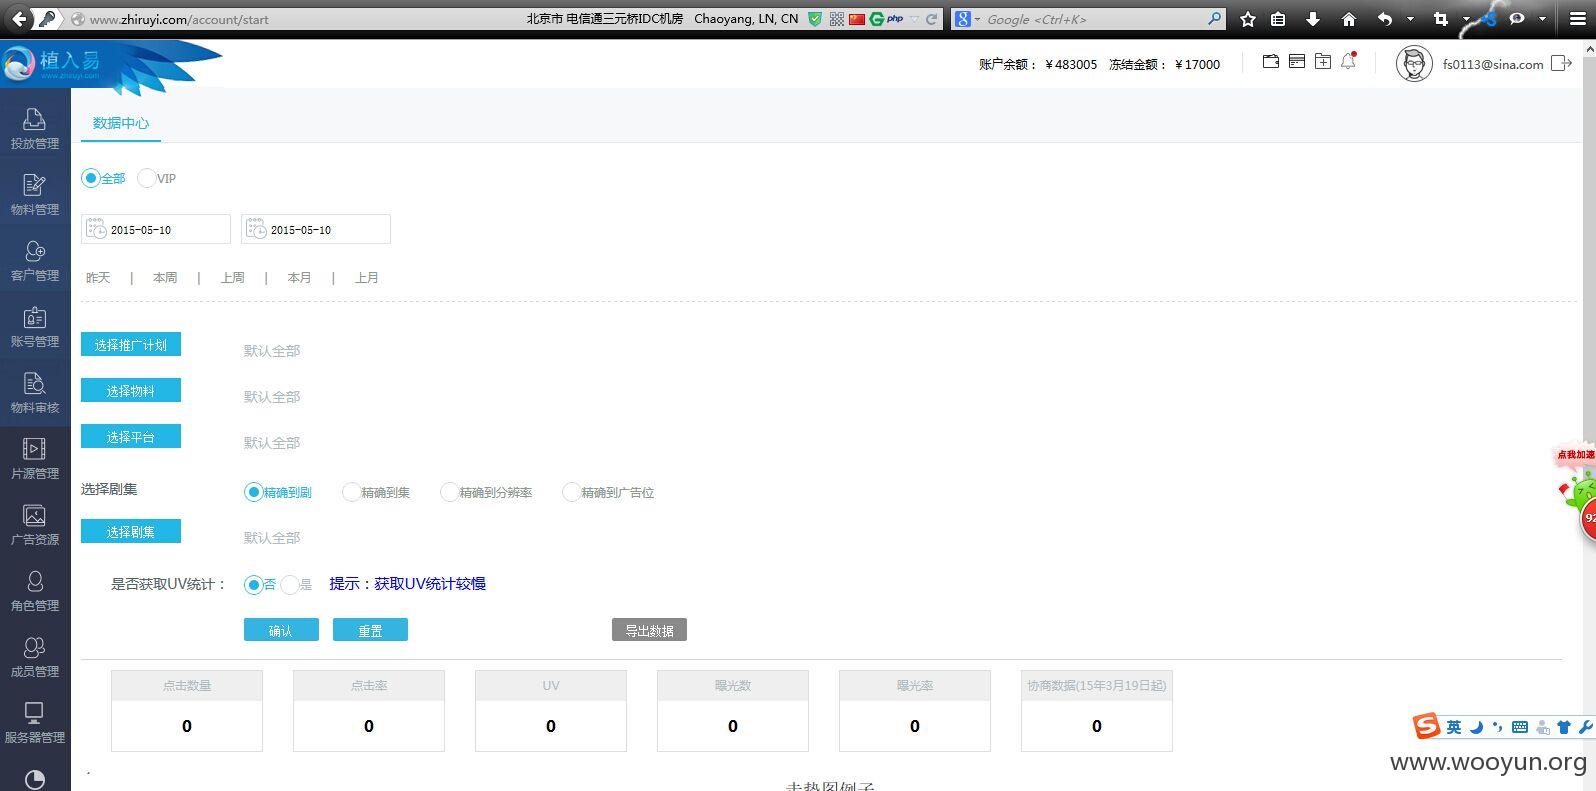 www.zhiruyi.com/account/start
北京市 电信通三元桥IDC机房 Chaoyang, LN, CN
php
Google <Ctrl+K>
植入易
www.zhiruyi.com
账户余额： ￥483005 冻结金额： ￥17000
fs0113@sina.com
投放管理
物料管理
客户管理
账号管理
物料审核
片源管理
广告资源
角色管理
成员管理
服务器管理
数据中心
全部 VIP
2015-05-10 2015-05-10
昨天 | 本周 | 上周 | 本月 | 上月
选择推广计划 默认全部
选择物料 默认全部
选择平台 默认全部
选择剧集 精确到剧 精确到集 精确到分辨率 精确到广告位
选择剧集 默认全部
是否获取UV统计： 否 是 提示：获取UV统计较慢
确认 重置 导出数据
点击数量 点击率 UV 曝光数 曝光率 协商数据(15年3月19日起)
0 0 0 0 0 0
走势图例子
点我加速
92
英
www.wooyun.org